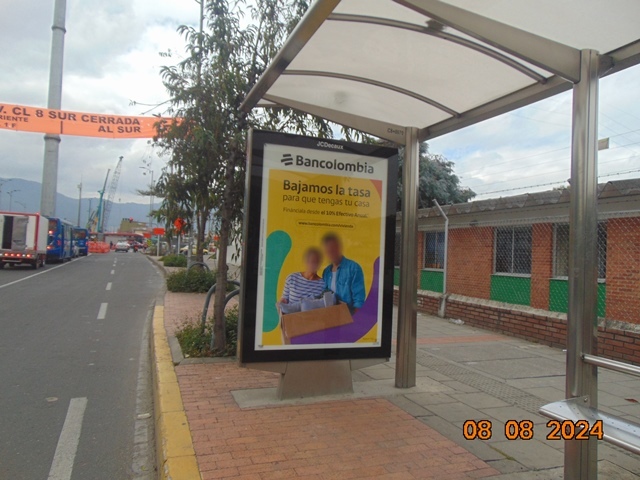 V. CL 8 SUR CERRADA
AL SUR
JCDecaux
Bancolombia
Bajamos la tasa
para que tengas tu casa
08 08 2024